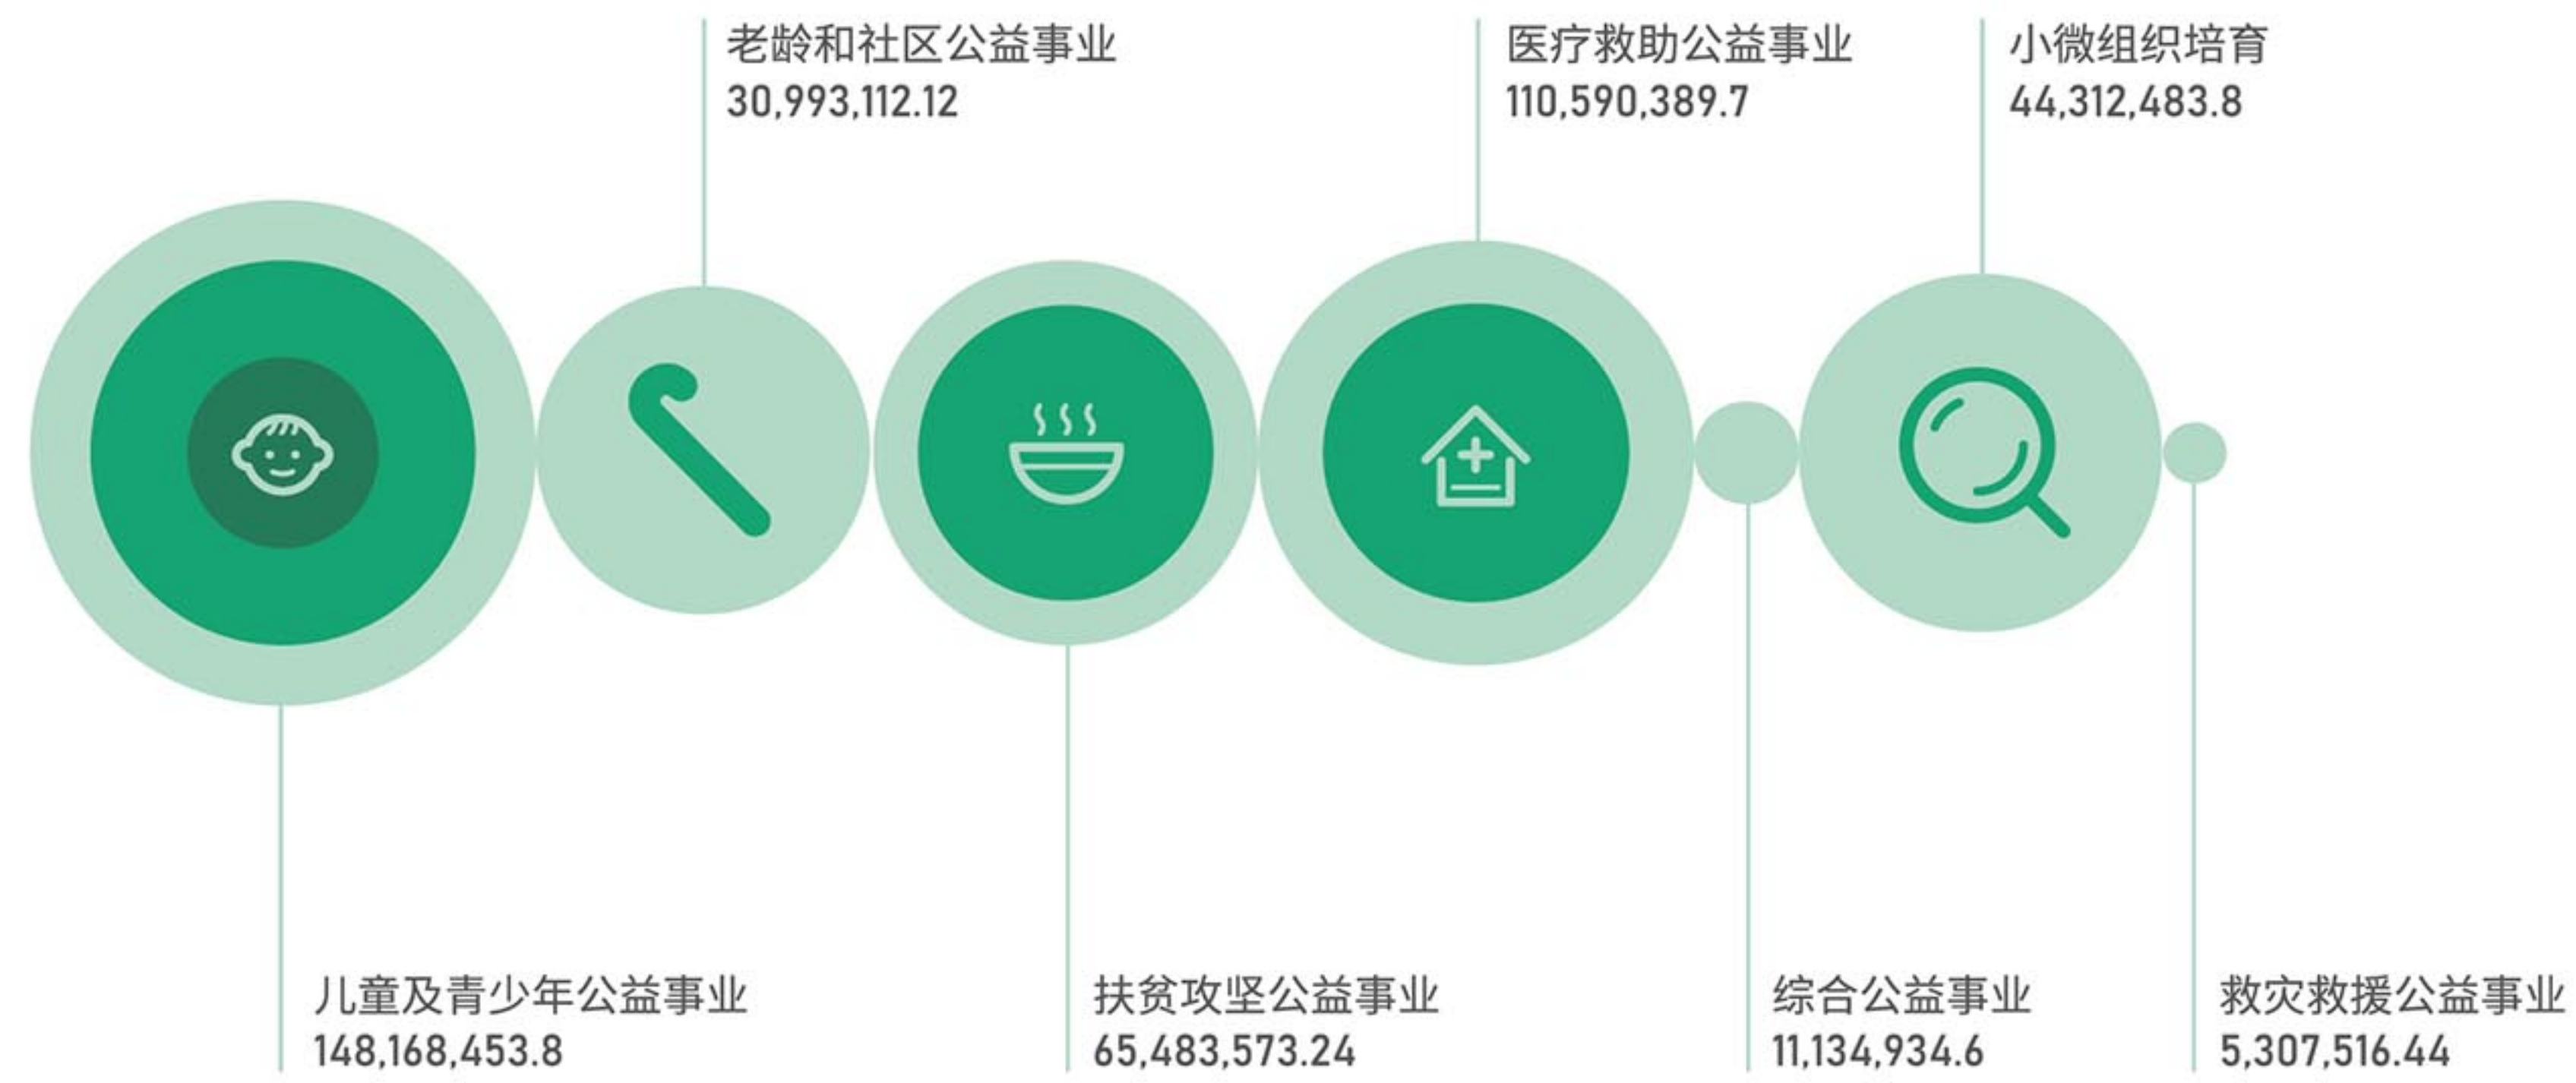 老龄和社区公益事业
30,993,112.12
医疗救助公益事业
110,590,389.7
小微组织培育
44,312,483.8
儿童及青少年公益事业
148,168,453.8
扶贫攻坚公益事业
65,483,573.24
综合公益事业
11,134,934.6
救灾救援公益事业
5,307,516.44